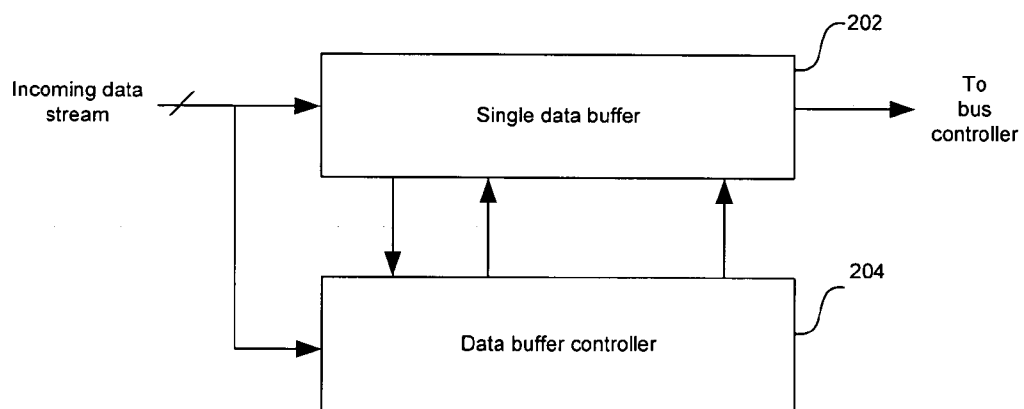 202
Incoming data
stream
Single data buffer
To
bus
controller
204
Data buffer controller